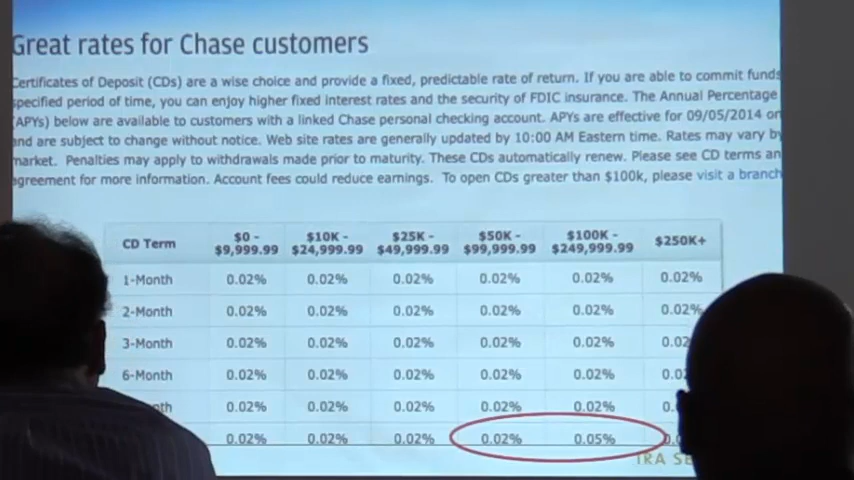 Great rates for Chase customers
Certificates of Deposit (CDs) are a wise choice and provide a fixed, predictable rate of return. If you are able to commit funds
specified period of time, you can enjoy higher fixed interest rates and the security of FDIC insurance. The Annual Percentage
(APYs) below are available to customers with a linked Chase personal checking account. APYs are effective for 09/05/2014 on
and are subject to change without notice. Web site rates are generally updated by 10:00 AM Eastern time. Rates may vary by
market. Penalties may apply to withdrawals made prior to maturity. These CDs automatically renew. Please see CD terms an
agreement for more information. Account fees could reduce earnings. To open CDs greater than $100k, please visit a branch
CD Term $0 - $9,999.99 $10K - $24,999.99 $25K - $49,999.99 $50K - $99,999.99 $100K - $249,999.99 $250K+
1-Month 0.02% 0.02% 0.02% 0.02% 0.02% 0.02%
2-Month 0.02% 0.02% 0.02% 0.02% 0.02% 0.02%
3-Month 0.02% 0.02% 0.02% 0.02% 0.02% 0.02
6-Month 0.02% 0.02% 0.02% 0.02% 0.02% 0.0
nth 0.02% 0.02% 0.02% 0.02% 0.02% 0.
0.02% 0.02% 0.02% 0.02% 0.05% 0.
IRA SE